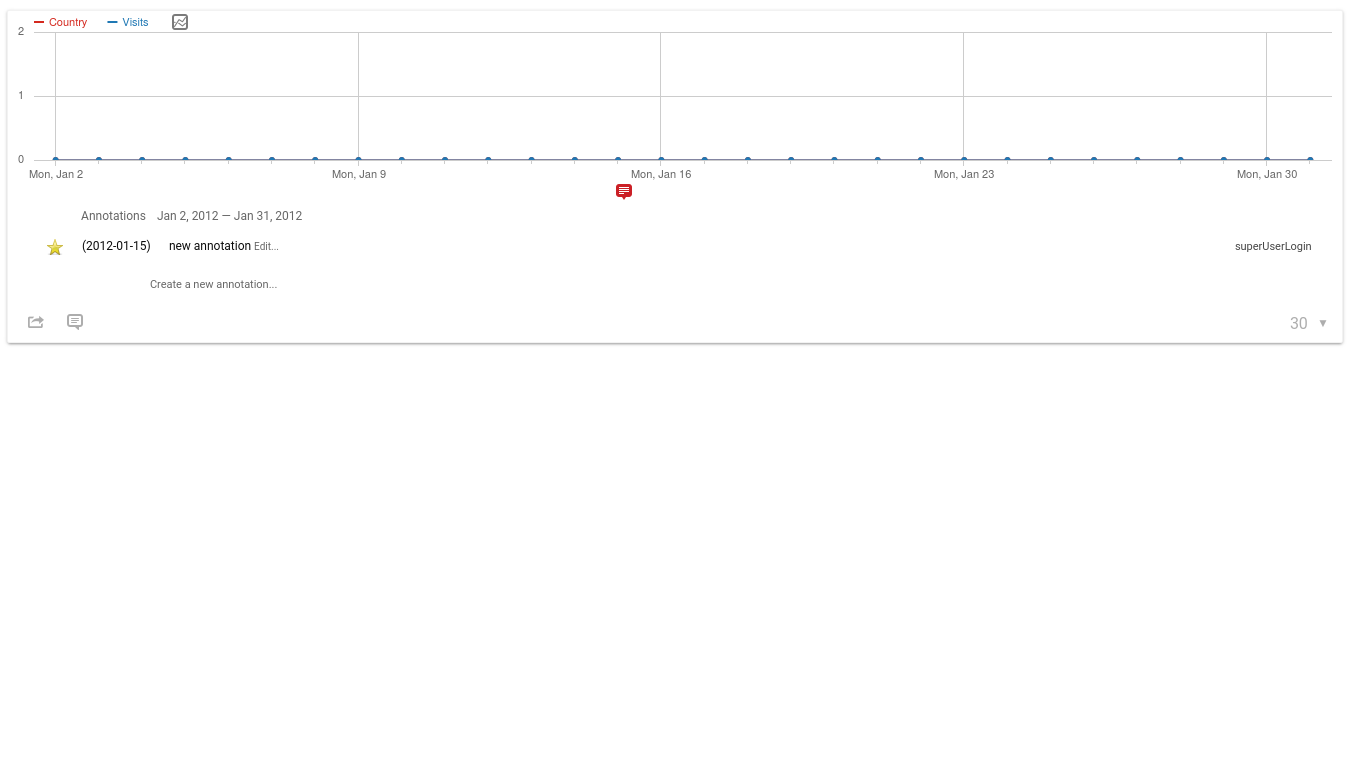 Country Visits
2
1
0
Mon, Jan 2 Mon, Jan 9 Mon, Jan 16 Mon, Jan 23 Mon, Jan 30
Annotations Jan 2, 2012 — Jan 31, 2012
(2012-01-15) new annotation Edit... superUserLogin
Create a new annotation...
30 ▼